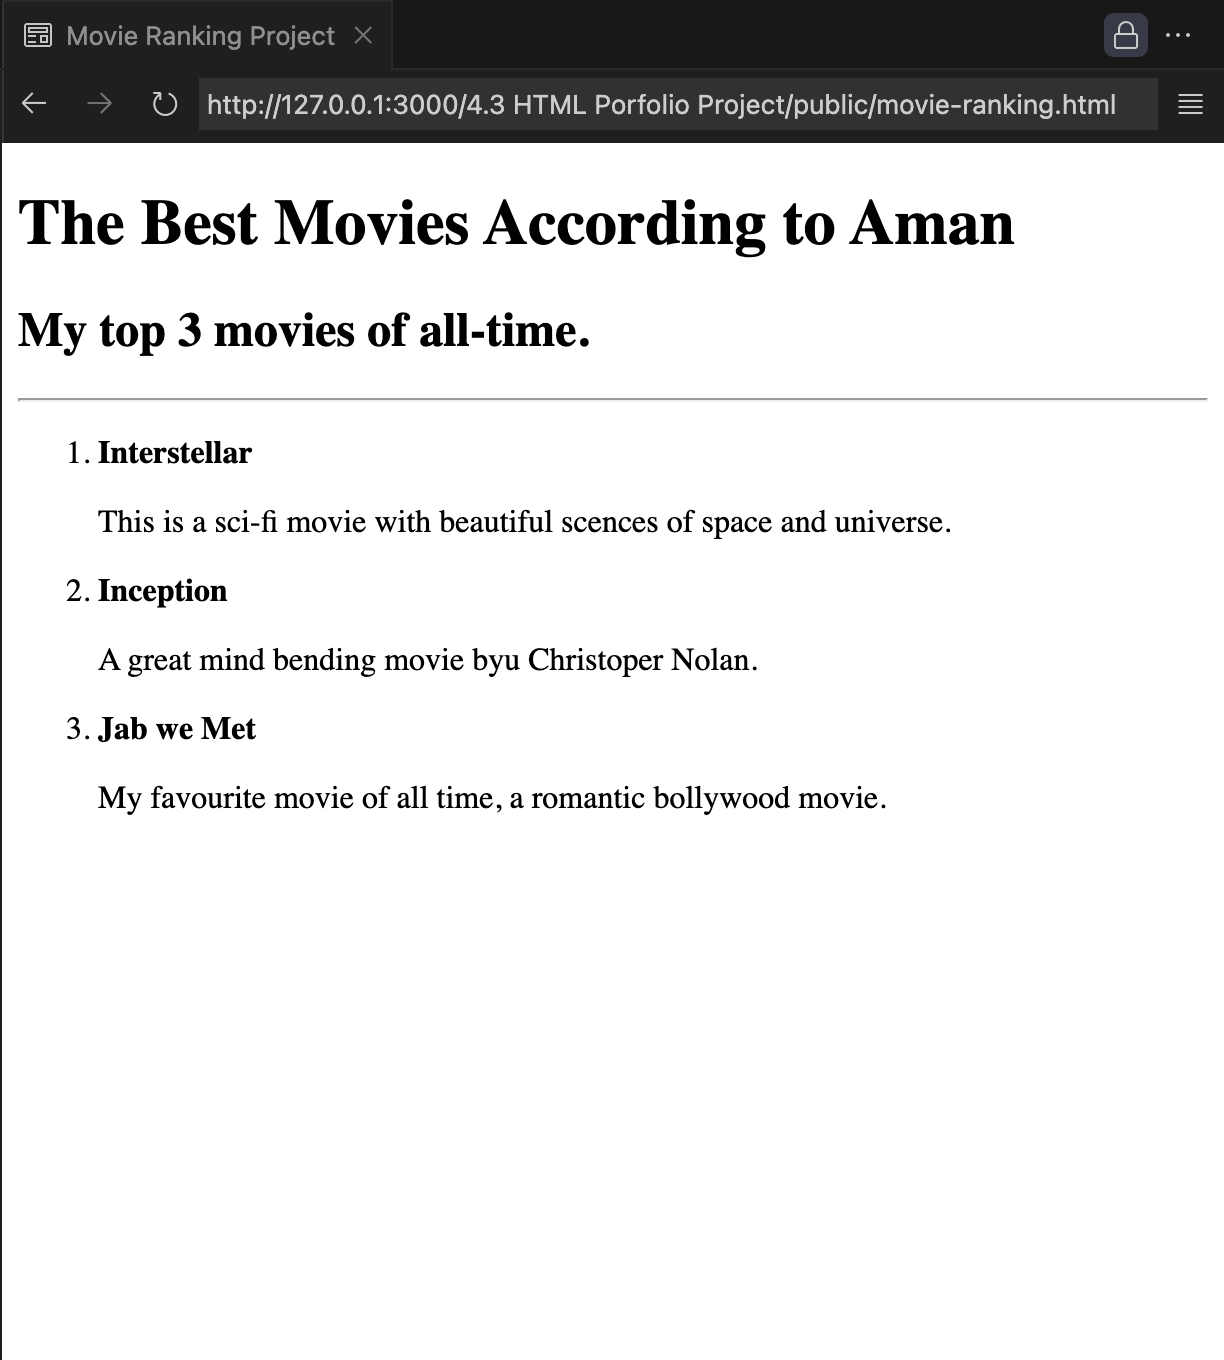 Movie Ranking Project
http://127.0.0.1:3000/4.3 HTML Porfolio Project/public/movie-ranking.html
The Best Movies According to Aman
My top 3 movies of all-time.
1. Interstellar
This is a sci-fi movie with beautiful scences of space and universe.
2. Inception
A great mind bending movie byu Christoper Nolan.
3. Jab we Met
My favourite movie of all time, a romantic bollywood movie.